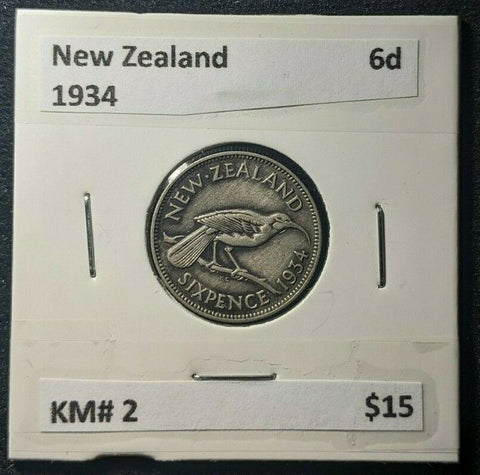 New Zealand 6d
1934
NEW·ZEALAND
SIXPENCE 1934
KM# 2 $15